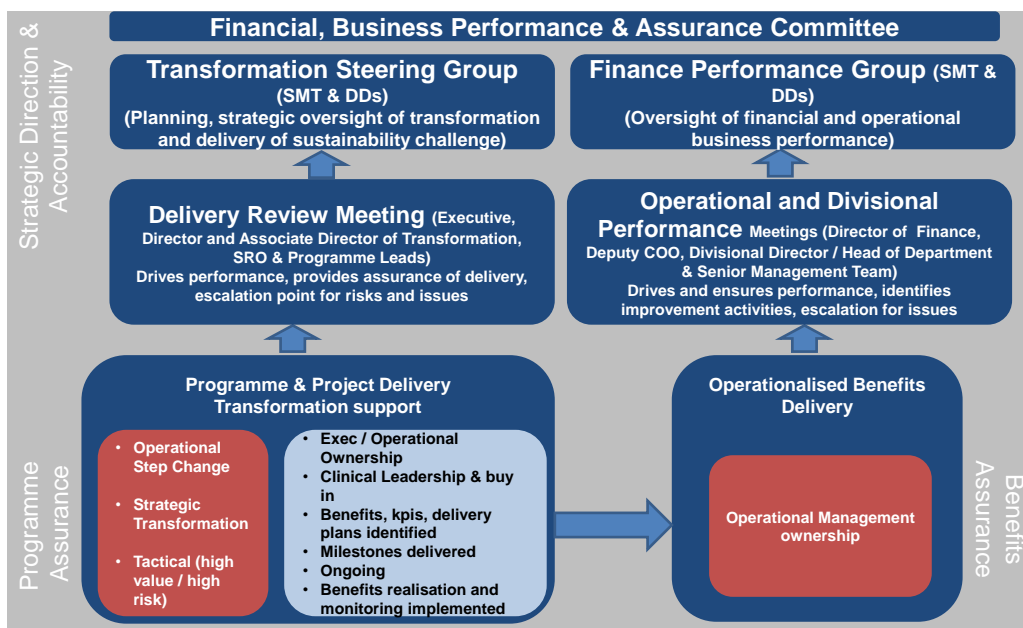 Strategic Direction &
Accountability
Financial, Business Performance & Assurance Committee
Transformation Steering Group
(SMT & DDs)
(Planning, strategic oversight of transformation
and delivery of sustainability challenge)
Finance Performance Group (SMT &
DDs)
(Oversight of financial and operational
business performance)
Delivery Review Meeting (Executive,
Director and Associate Director of Transformation,
SRO & Programme Leads)
Drives performance, provides assurance of delivery,
escalation point for risks and issues
Operational and Divisional
Performance Meetings (Director of Finance,
Deputy COO, Divisional Director / Head of Department
& Senior Management Team)
Drives and ensures performance, identifies
improvement activities, escalation for issues
Programme
Assurance
Programme & Project Delivery
Transformation support
• Operational
Step Change
• Strategic
Transformation
• Tactical (high
value / high
risk)
• Exec / Operational
Ownership
• Clinical Leadership & buy
in
• Benefits, kpis, delivery
plans identified
• Milestones delivered
• Ongoing
• Benefits realisation and
monitoring implemented
Operationalised Benefits
Delivery
Operational Management
ownership
Benefits
Assurance